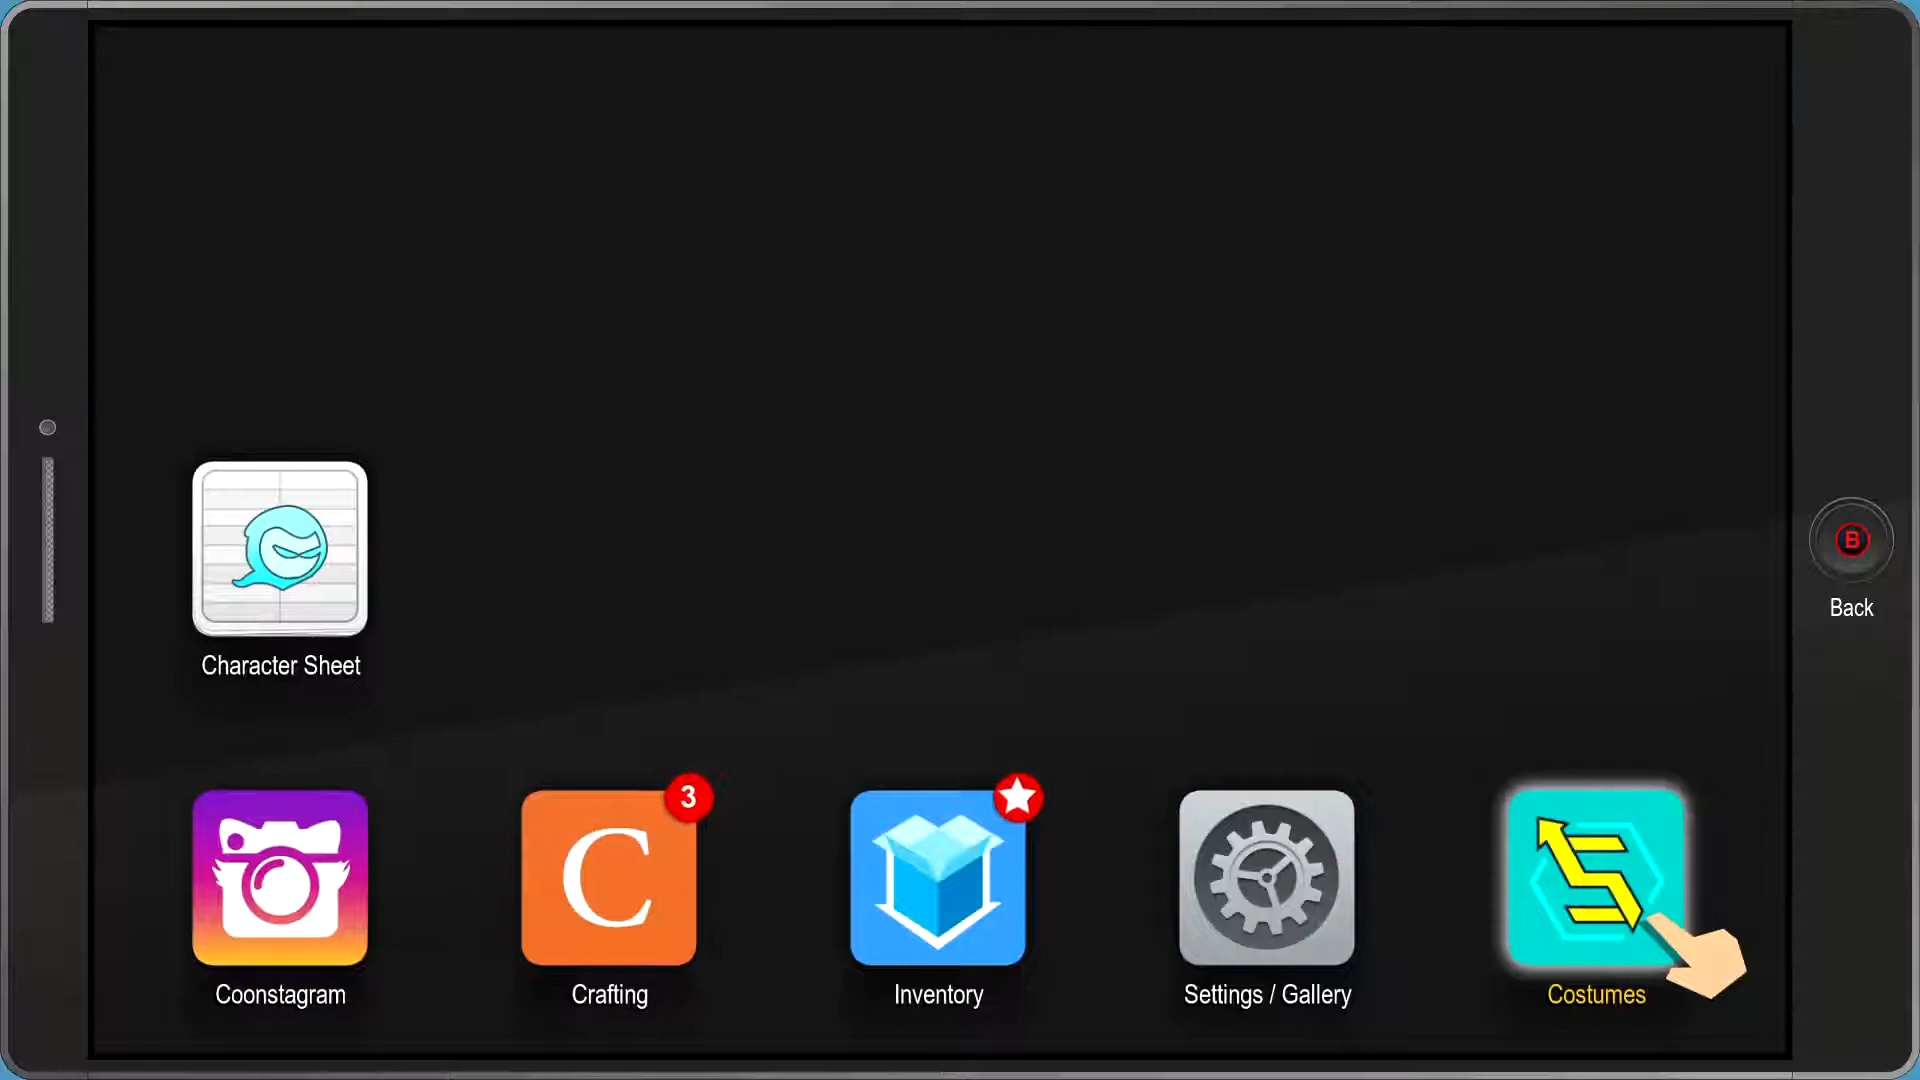 B
Back
Character Sheet
3
C
Coonstagram
Crafting
Inventory
Settings / Gallery
Costumes